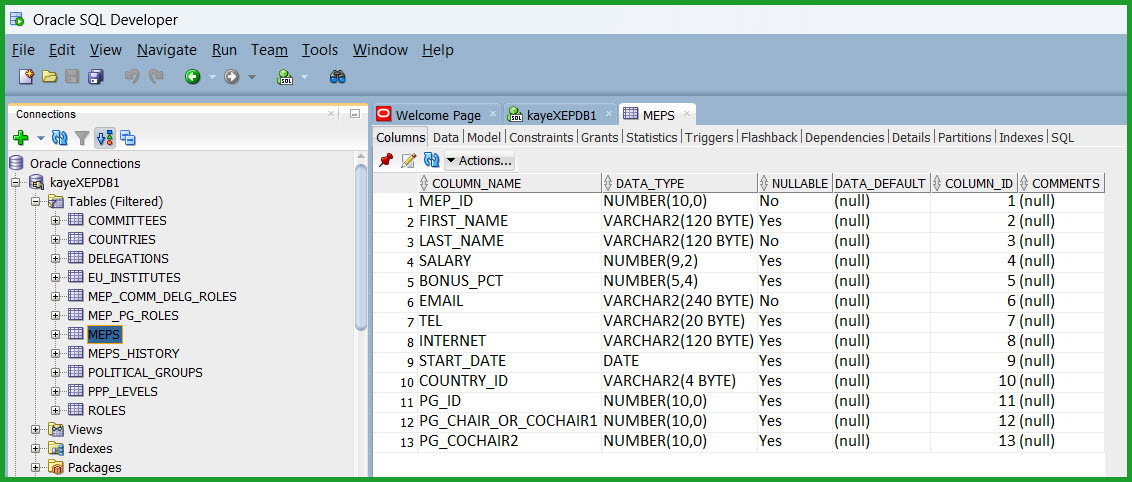 Oracle SQL Developer
File Edit View Navigate Run Team Tools Window Help
SQL
Connections
Oracle Connections
kayeXEPDB1
Tables (Filtered)
COMMITTEES
COUNTRIES
DELEGATIONS
EU_INSTITUTES
MEP_COMM_DELG_ROLES
MEP_PG_ROLES
MEPS
MEPS_HISTORY
POLITICAL_GROUPS
PPP_LEVELS
ROLES
Views
Indexes
Packages
Welcome Page SQL kayeXEPDB1 MEPS
Columns Data Model Constraints Grants Statistics Triggers Flashback Dependencies Details Partitions Indexes SQL
Actions...
COLUMN_NAME DATA_TYPE NULLABLE DATA_DEFAULT COLUMN_ID COMMENTS
1 MEP_ID NUMBER(10,0) No (null) 1 (null)
2 FIRST_NAME VARCHAR2(120 BYTE) Yes (null) 2 (null)
3 LAST_NAME VARCHAR2(120 BYTE) No (null) 3 (null)
4 SALARY NUMBER(9,2) Yes (null) 4 (null)
5 BONUS_PCT NUMBER(5,4) Yes (null) 5 (null)
6 EMAIL VARCHAR2(240 BYTE) No (null) 6 (null)
7 TEL VARCHAR2(20 BYTE) Yes (null) 7 (null)
8 INTERNET VARCHAR2(120 BYTE) Yes (null) 8 (null)
9 START_DATE DATE Yes (null) 9 (null)
10 COUNTRY_ID VARCHAR2(4 BYTE) Yes (null) 10 (null)
11 PG_ID NUMBER(10,0) Yes (null) 11 (null)
12 PG_CHAIR_OR_COCHAIR1 NUMBER(10,0) Yes (null) 12 (null)
13 PG_COCHAIR2 NUMBER(10,0) Yes (null) 13 (null)